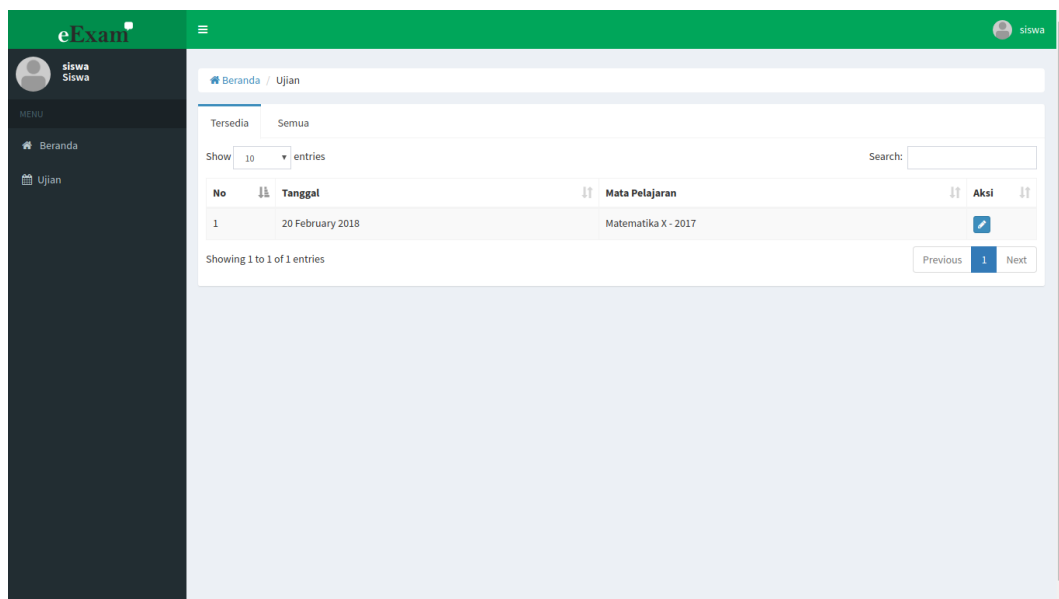 eExam
siswa
siswa
Siswa
MENU
Beranda
Ujian
Beranda / Ujian
Tersedia Semua
Show 10 entries Search:
No Tanggal Mata Pelajaran Aksi
1 20 February 2018 Matematika X - 2017
Showing 1 to 1 of 1 entries Previous 1 Next